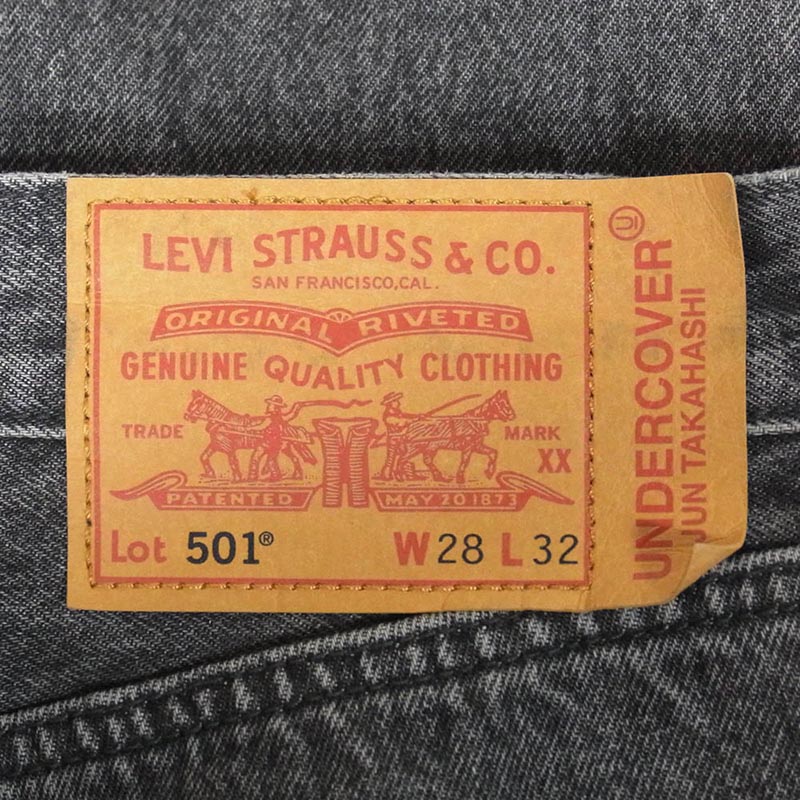 LEVI STRAUSS & CO.
SAN FRANCISCO, CAL.
ORIGINAL RIVETED
GENUINE QUALITY CLOTHING
TRADE MARK
XX
PATENTED MAY 20 1873
Lot 501® W28 L32
UNDERCOVER
JUN TAKAHASHI